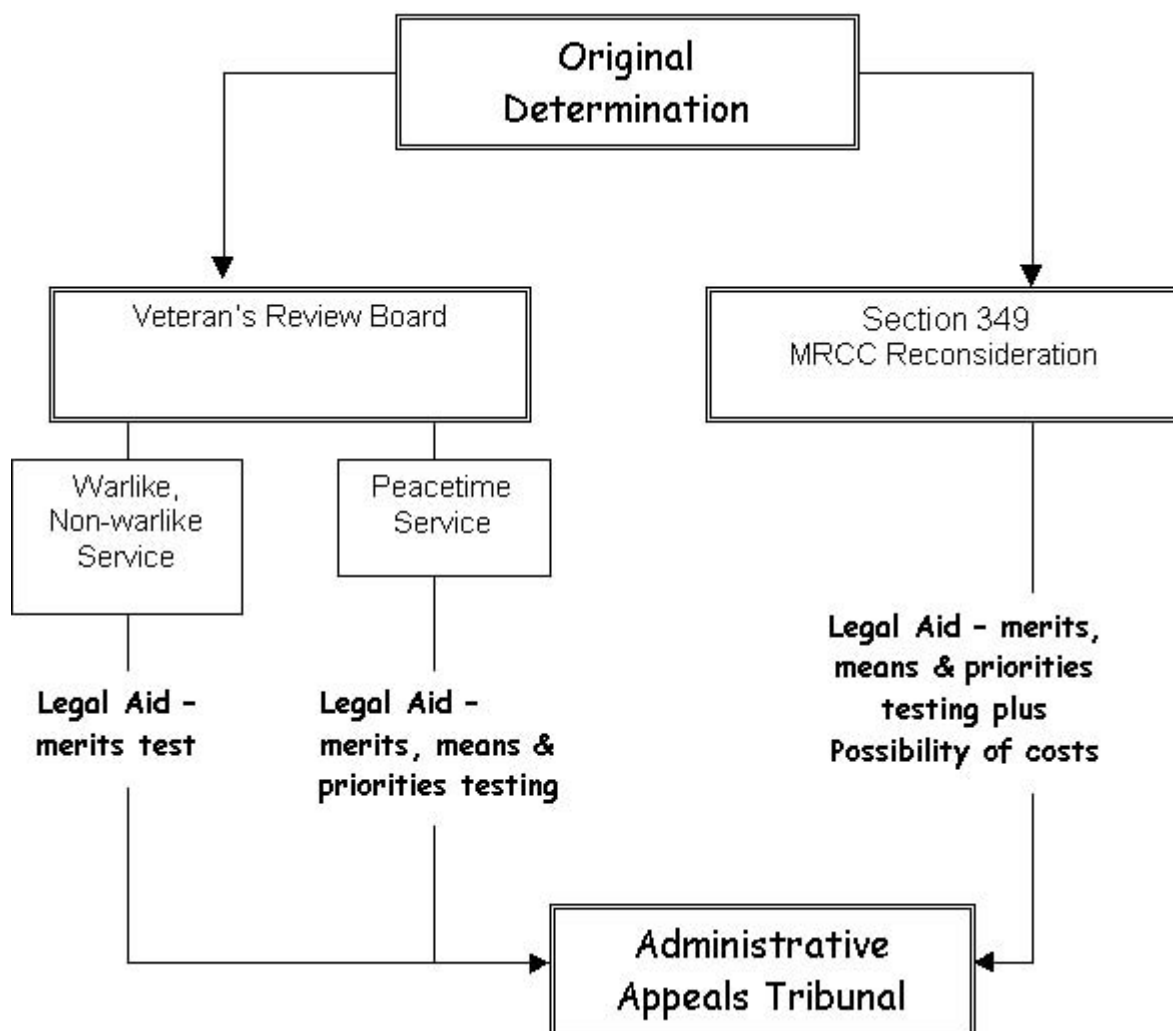 Original
Determination
Veteran's Review Board
Section 349
MRCC Reconsideration
Warlike,
Non-warlike
Service
Peacetime
Service
Legal Aid – merits,
means & priorities
testing plus
Possibility of costs
Legal Aid –
merits test
Legal Aid –
merits, means &
priorities testing
Administrative
Appeals Tribunal